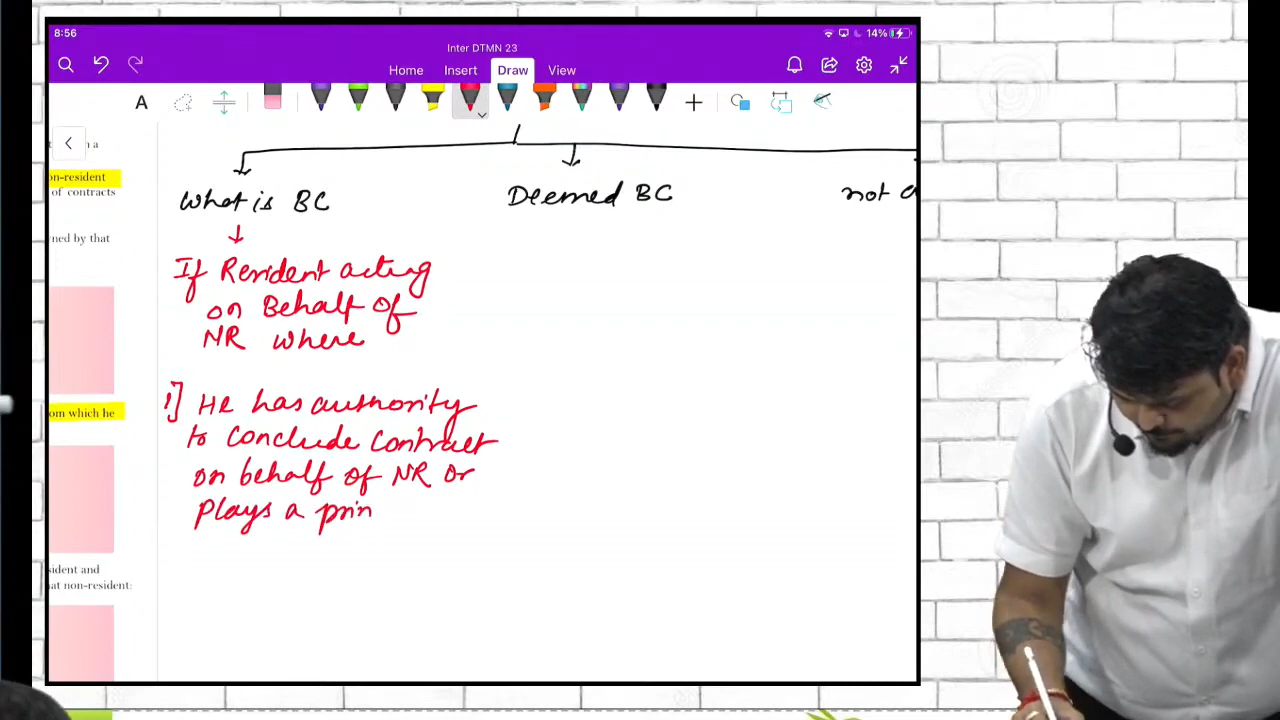 8:56
14%
Inter DTMN 23
Home Insert Draw View
A
a
on-resident
of contracts
ned by that
om which he
sident and
at non-resident:
What is BC
Deemed BC
not
If Resident acting
on Behalf of
NR where
1] He has authority
to conclude contract
on behalf of NR or
plays a prin